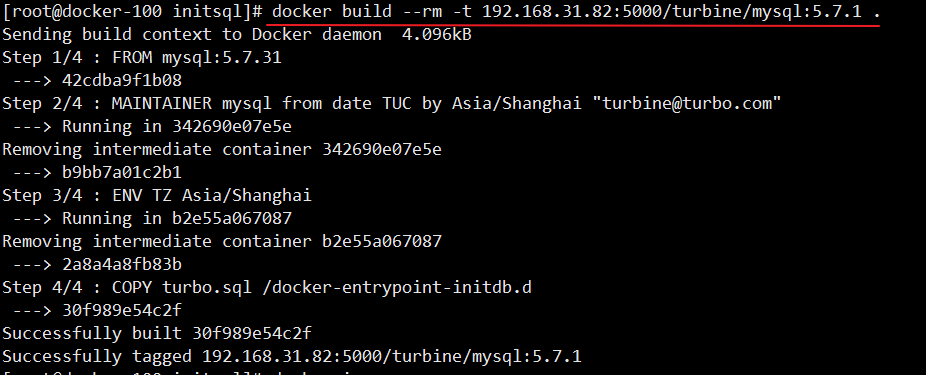 [root@docker-100 initsql]# docker build --rm -t 192.168.31.82:5000/turbine/mysql:5.7.1 .
Sending build context to Docker daemon  4.096kB
Step 1/4 : FROM mysql:5.7.31
 ---> 42cdba9f1b08
Step 2/4 : MAINTAINER mysql from date TUC by Asia/Shanghai "turbine@turbo.com"
 ---> Running in 342690e07e5e
Removing intermediate container 342690e07e5e
 ---> b9bb7a01c2b1
Step 3/4 : ENV TZ Asia/Shanghai
 ---> Running in b2e55a067087
Removing intermediate container b2e55a067087
 ---> 2a8a4a8fb83b
Step 4/4 : COPY turbo.sql /docker-entrypoint-initdb.d
 ---> 30f989e54c2f
Successfully built 30f989e54c2f
Successfully tagged 192.168.31.82:5000/turbine/mysql:5.7.1